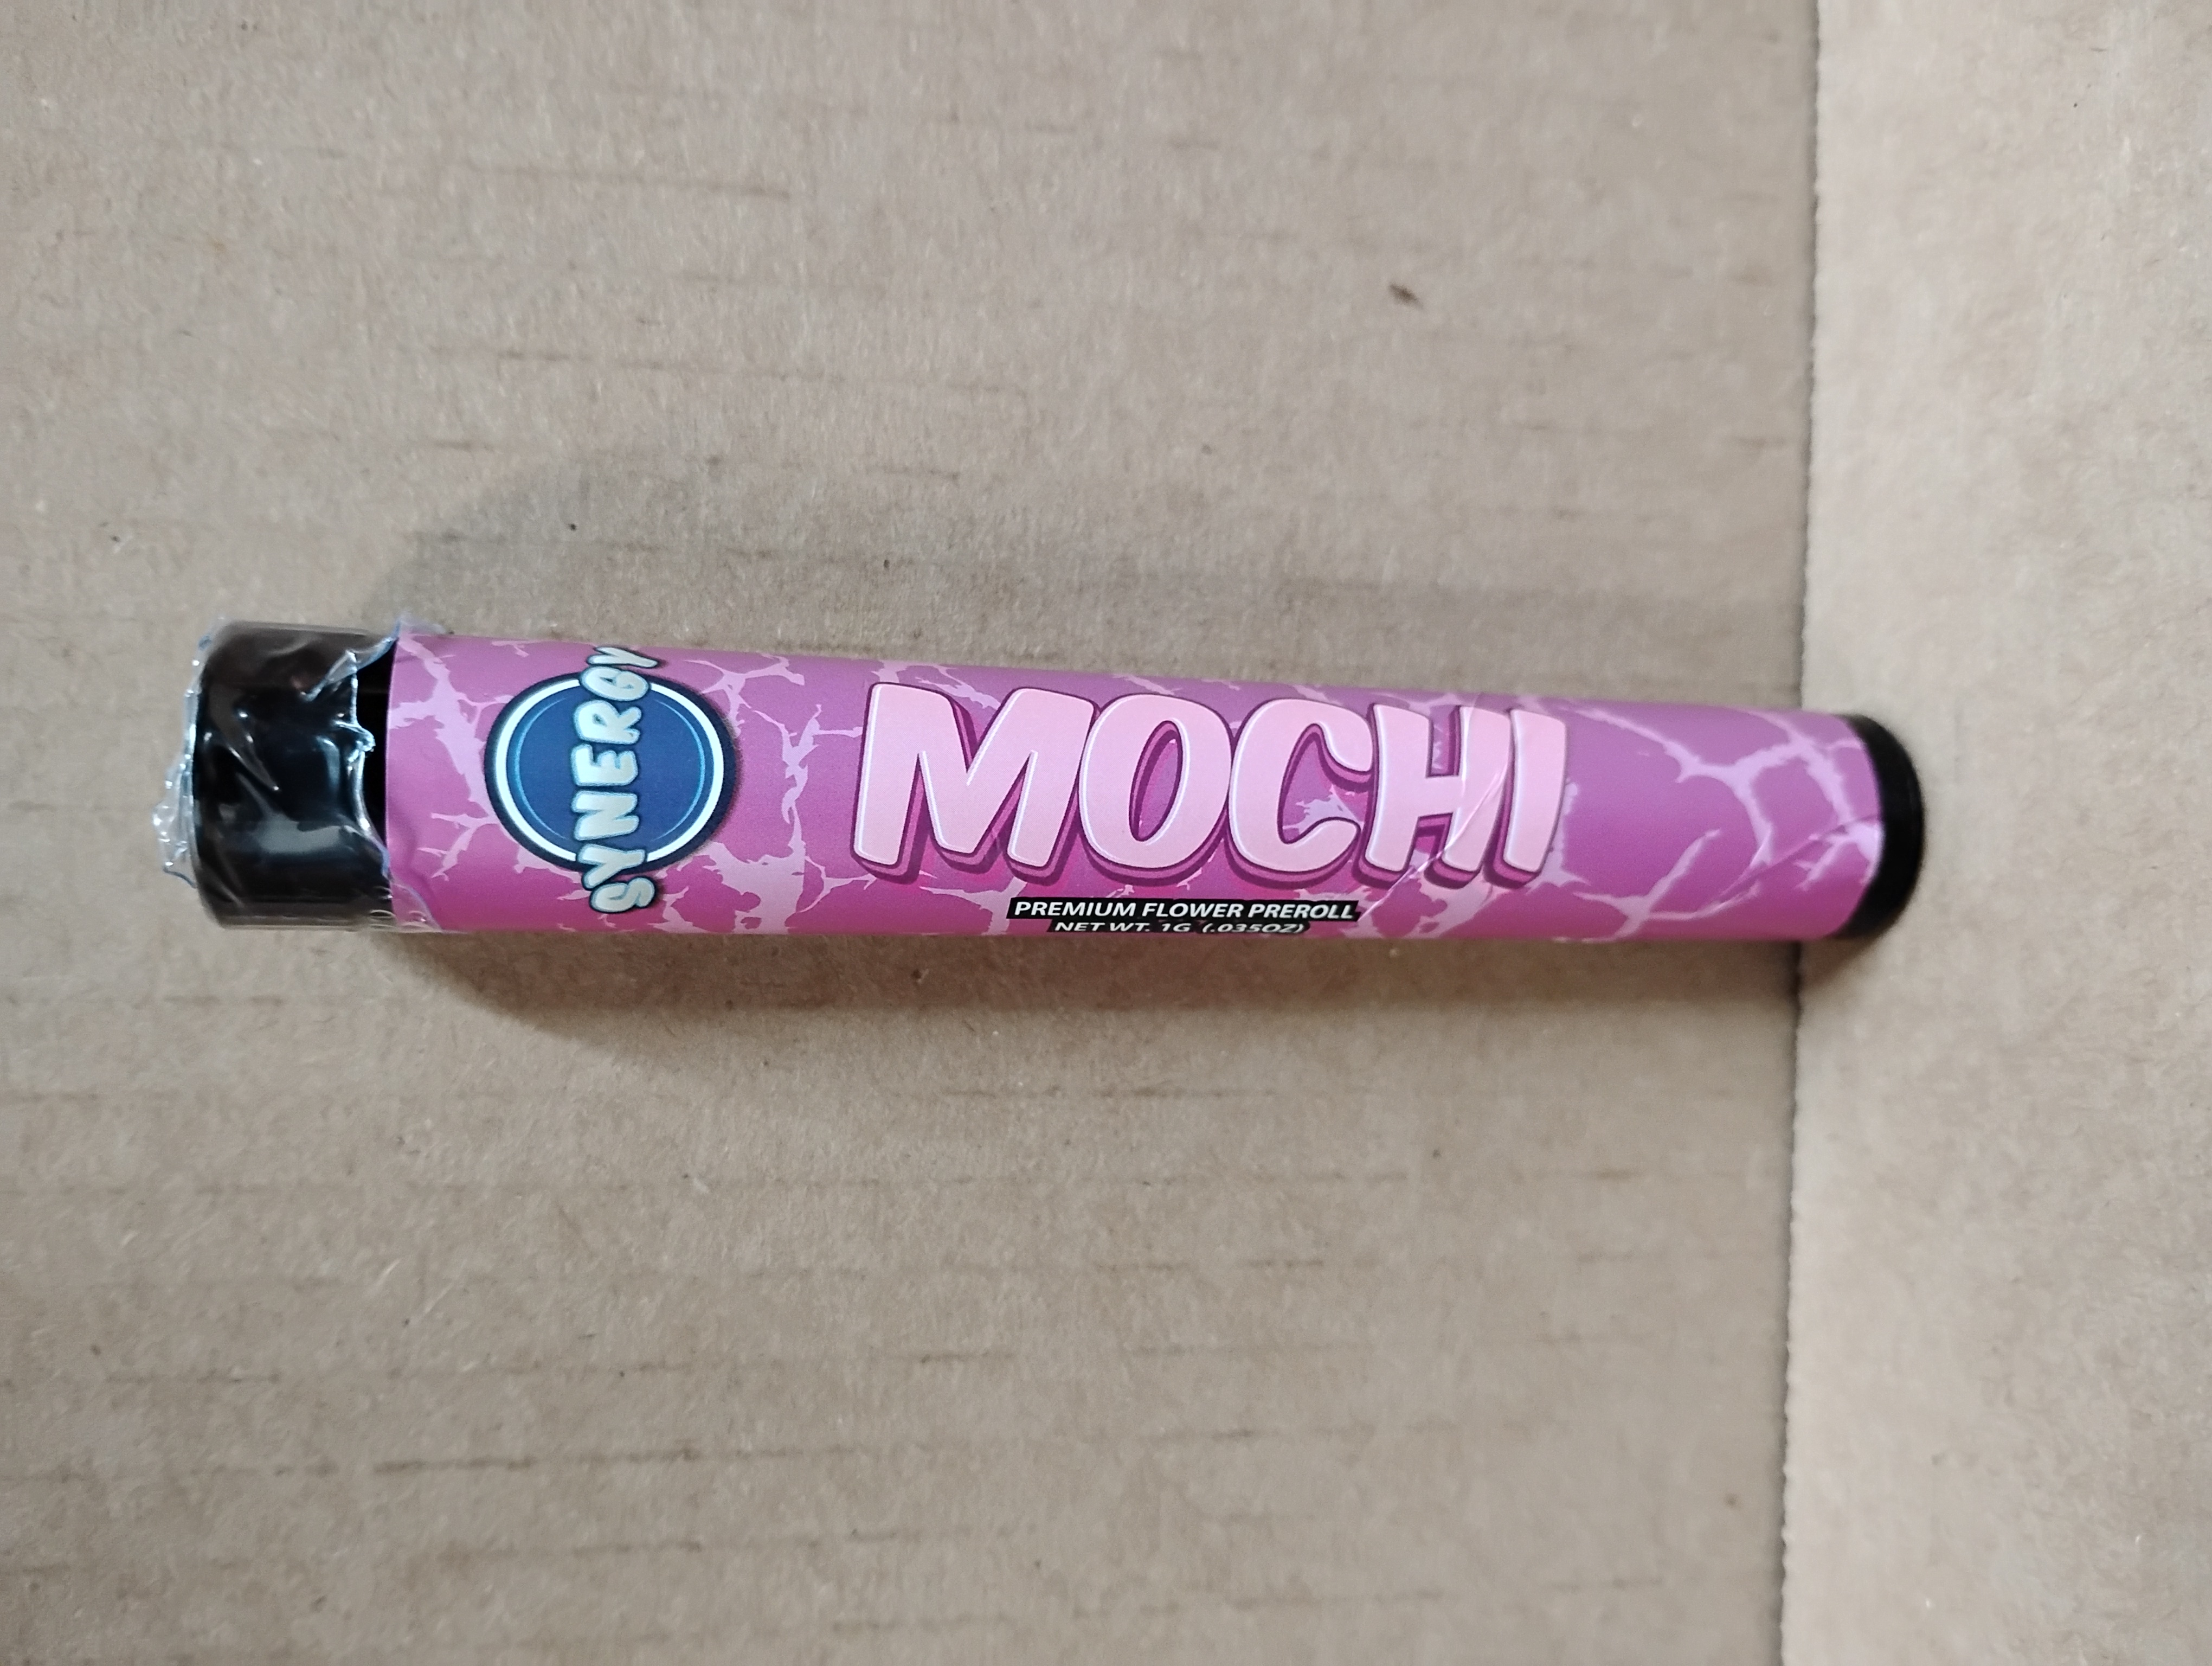 SYNERGY
MOCHI
PREMIUM FLOWER PREROLL
NET WT. 1G (.035OZ)